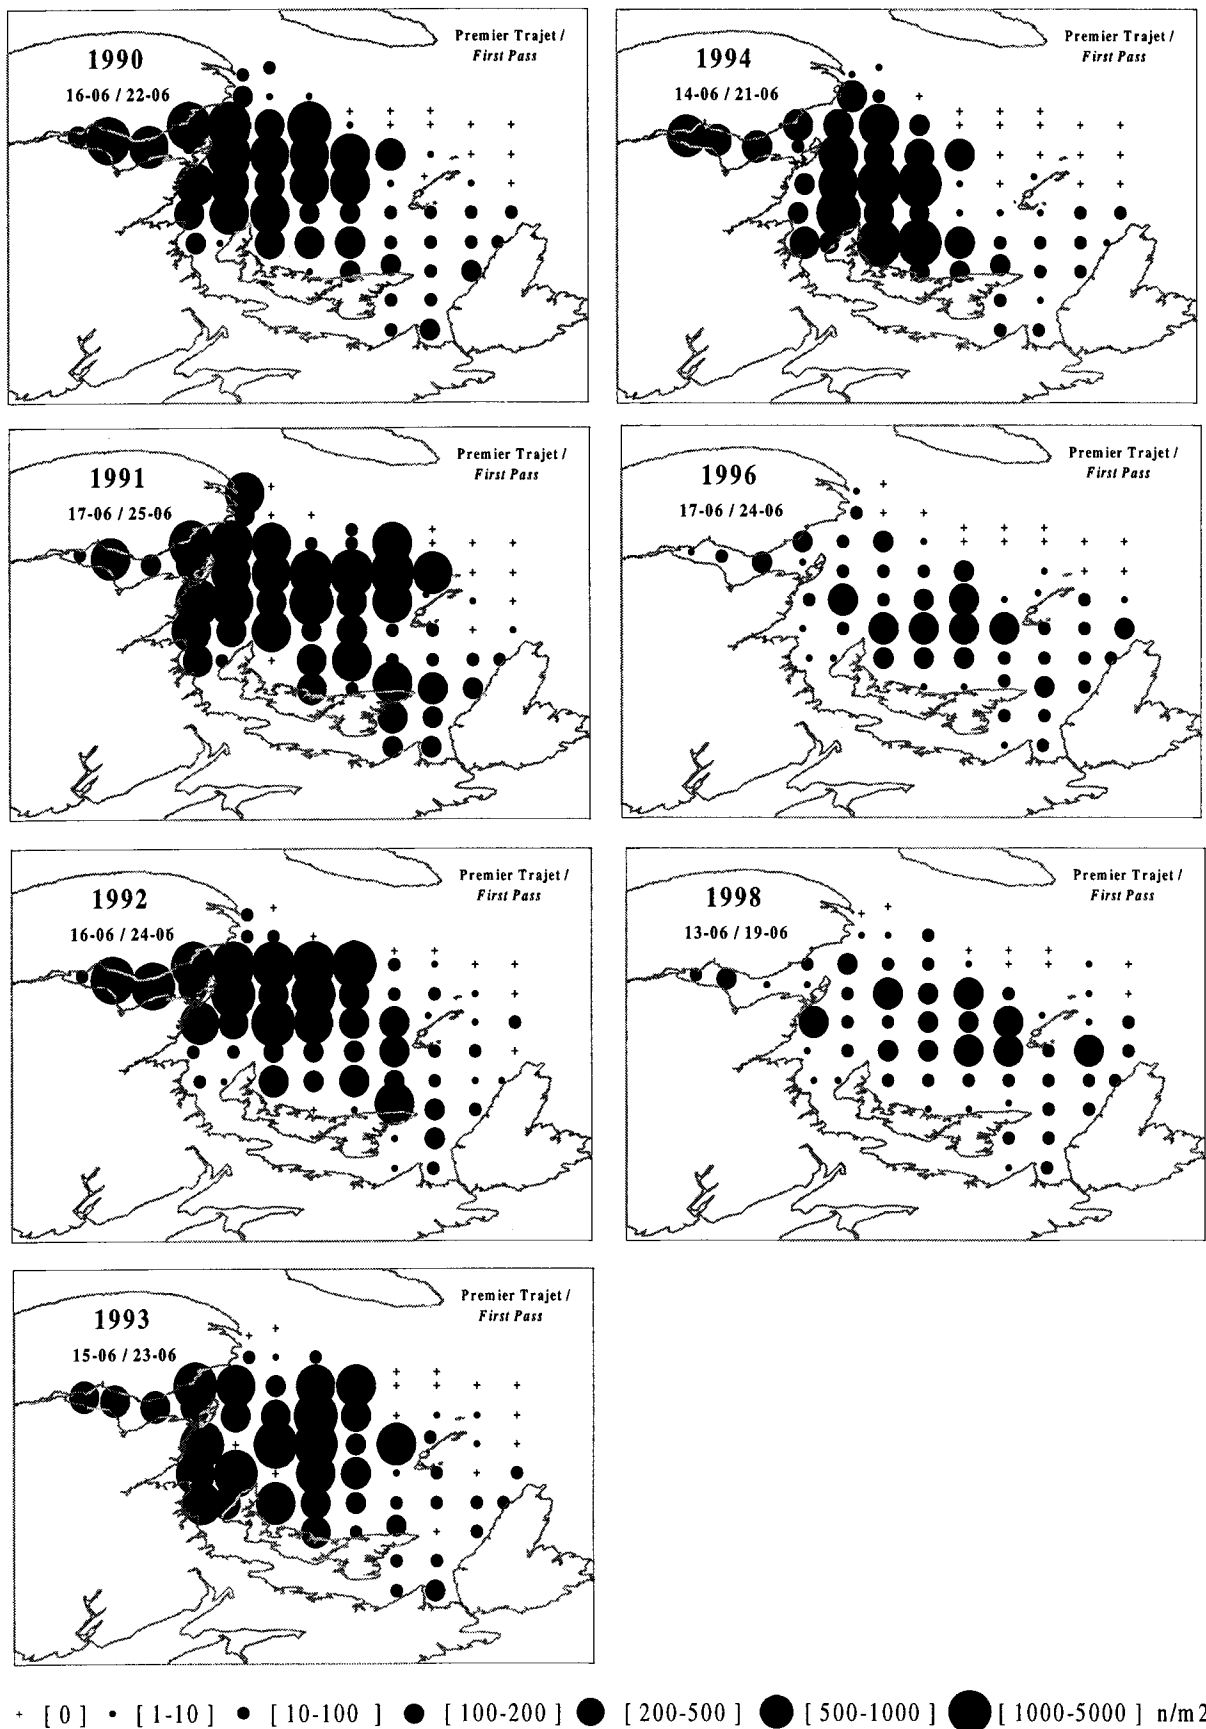 1990
16-06 / 22-06
Premier Trajet /
First Pass
1994
14-06 / 21-06
Premier Trajet /
First Pass
1991
17-06 / 25-06
Premier Trajet /
First Pass
1996
17-06 / 24-06
Premier Trajet /
First Pass
1992
16-06 / 24-06
Premier Trajet /
First Pass
1998
13-06 / 19-06
Premier Trajet /
First Pass
1993
15-06 / 23-06
Premier Trajet /
First Pass
+ [ 0 ] • [ 1-10 ] • [ 10-100 ] ● [ 100-200 ] ● [ 200-500 ] ● [ 500-1000 ] ● [ 1000-5000 ] n/m2